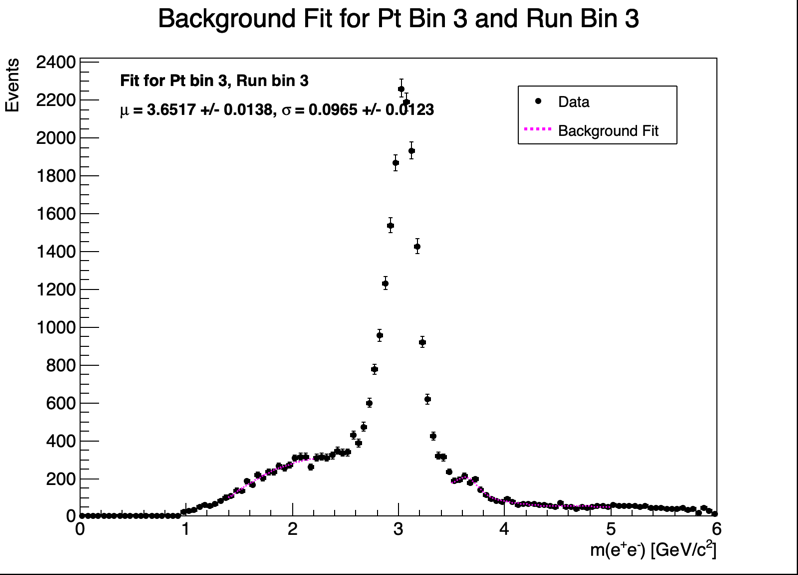 Background Fit for Pt Bin 3 and Run Bin 3
Events
2400
2200
2000
1800
1600
1400
1200
1000
800
600
400
200
0
Fit for Pt bin 3, Run bin 3
μ = 3.6517 +/- 0.0138, σ = 0.0965 +/- 0.0123
Data
Background Fit
0 1 2 3 4 5 6
m(e⁺e⁻) [GeV/c²]